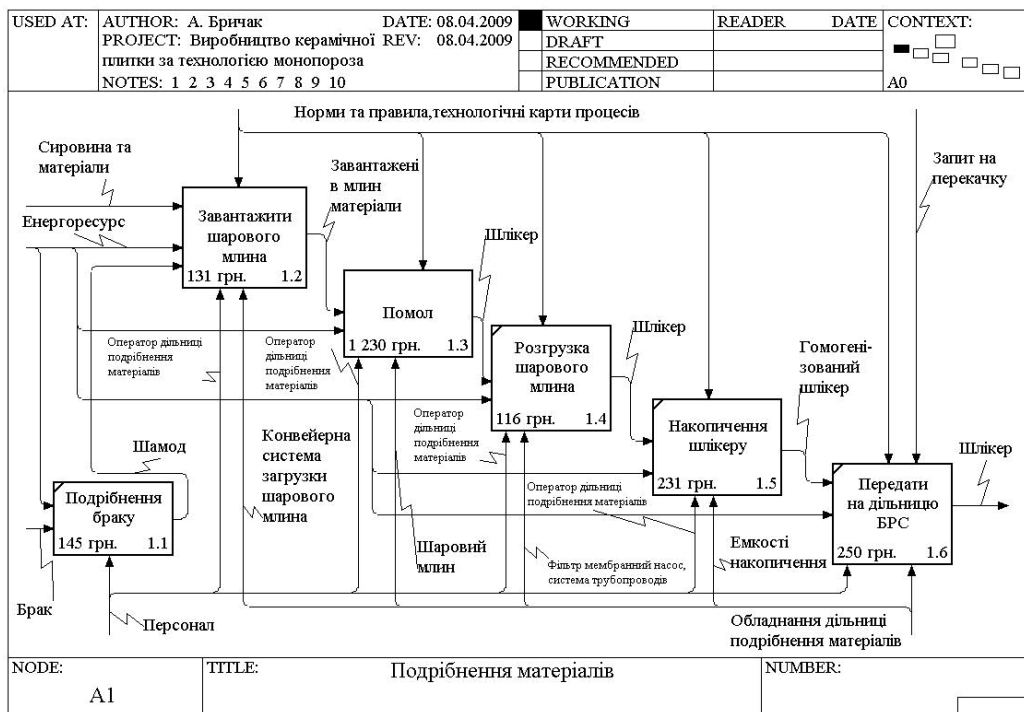 USED AT:
AUTHOR: А. Бричак
DATE: 08.04.2009
PROJECT: Виробництво керамічної
плитки за технологією монопороза
REV: 08.04.2009
NOTES: 1 2 3 4 5 6 7 8 9 10
WORKING
DRAFT
RECOMMENDED
PUBLICATION
READER
DATE
CONTEXT:
A0
Норми та правила,технологічні карти процесів
Сировина та
матеріали
Енергоресурс
Завантажити
шарового
млина
131 грн. 1.2
Завантажені
в млин
матеріали
Запит на
перекачку
Помол
1 230 грн. 1.3
Шлікер
Розгрузка
шарового
млина
116 грн. 1.4
Шлікер
Оператор дільниці
подрібнення
матеріалів
Оператор
дільниці
подрібнення
матеріалів
Гомогені-
зований
шлікер
Накопичення
шлікеру
231 грн. 1.5
Оператор
дільниці
подрібнення
матеріалів
Конвейерна
система
загрузки
шарового
млина
Шамод
Шлікер
Передати
на дільницю
БРС
250 грн. 1.6
Подрібнення
браку
145 грн. 1.1
Оператор дільниці
подрібнення матеріалів
Шаровий
млин
Фільтр мембранний насос,
система трубопроводів
Емкості
накопичення
Брак
Персонал
Обладнання дільниці
подрібнення матеріалів
NODE:
A1
TITLE:
Подрібнення матеріалів
NUMBER: